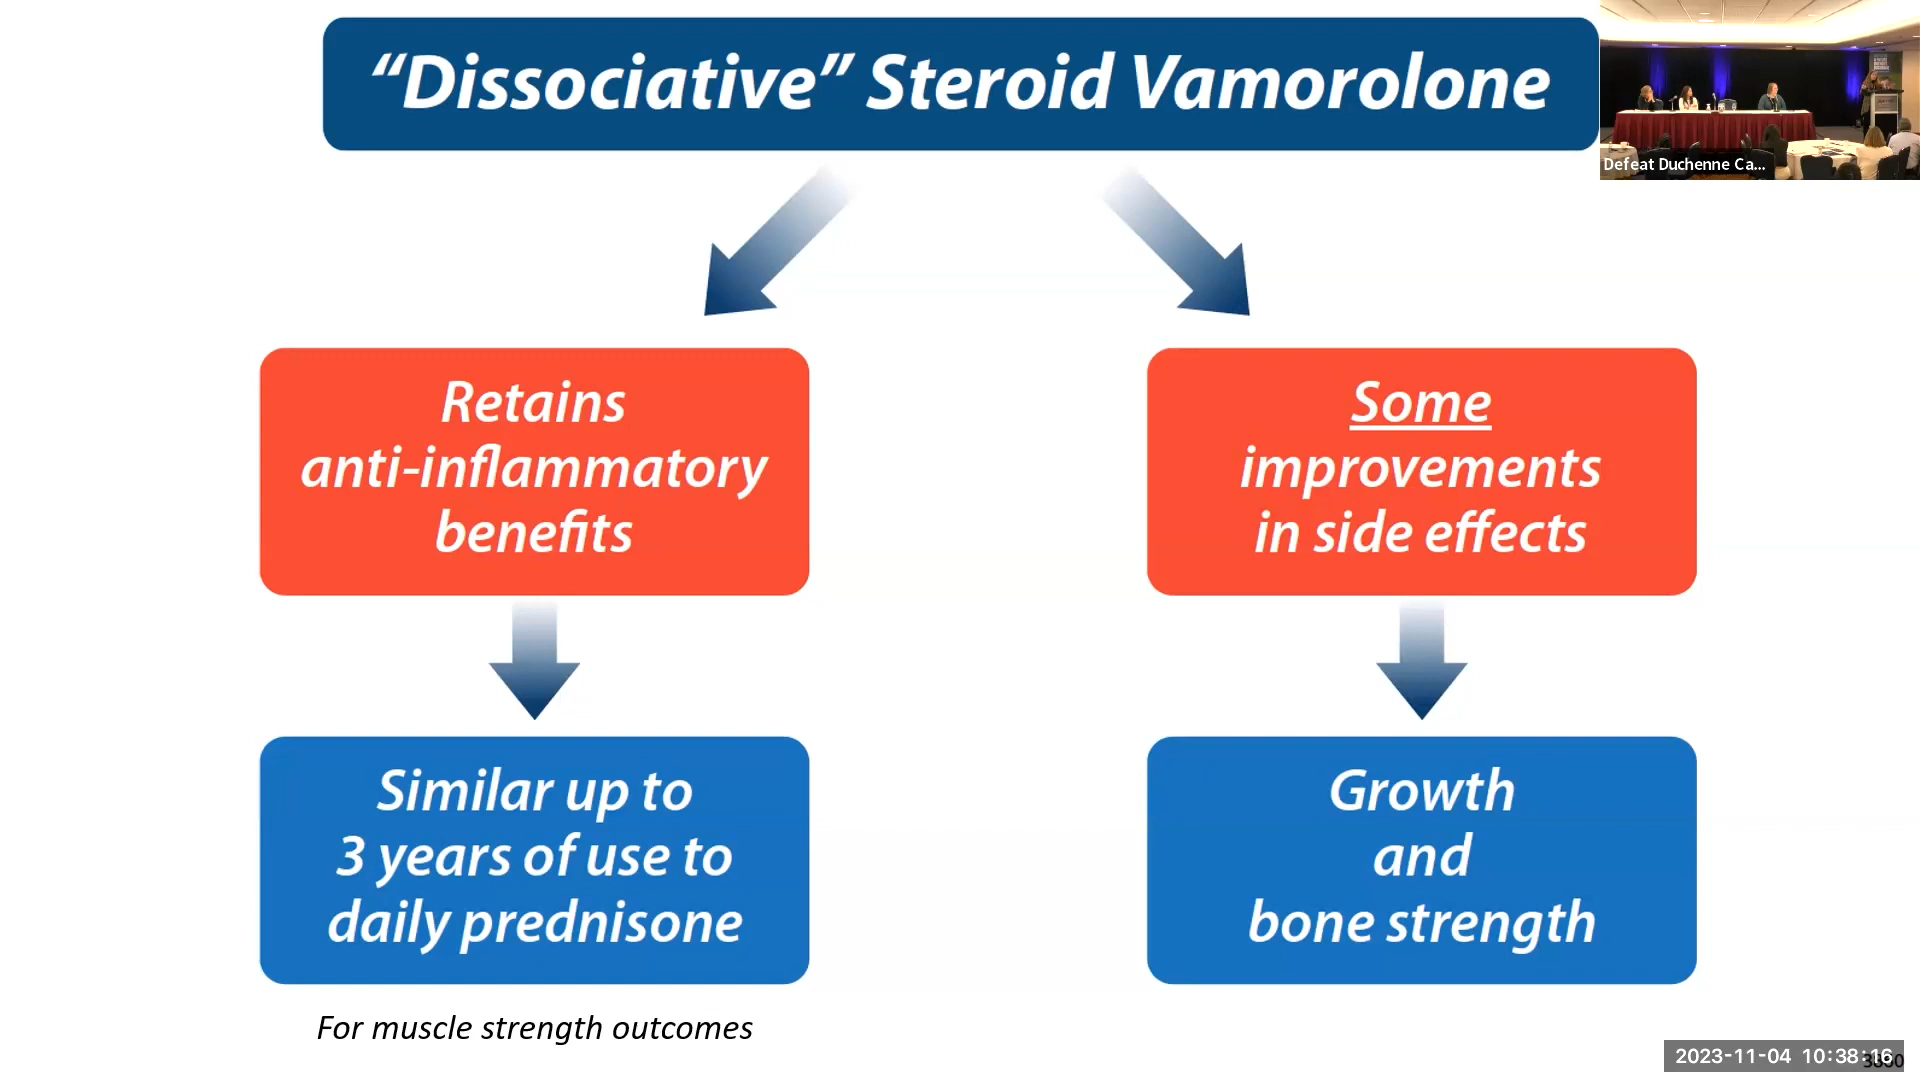 “Dissociative” Steroid Vamorolone
Defeat Duchenne Ca...
Retains
anti-inflammatory
benefits
Some
improvements
in side effects
Similar up to
3 years of use to
daily prednisone
Growth
and
bone strength
For muscle strength outcomes
2023-11-04 10:38:16